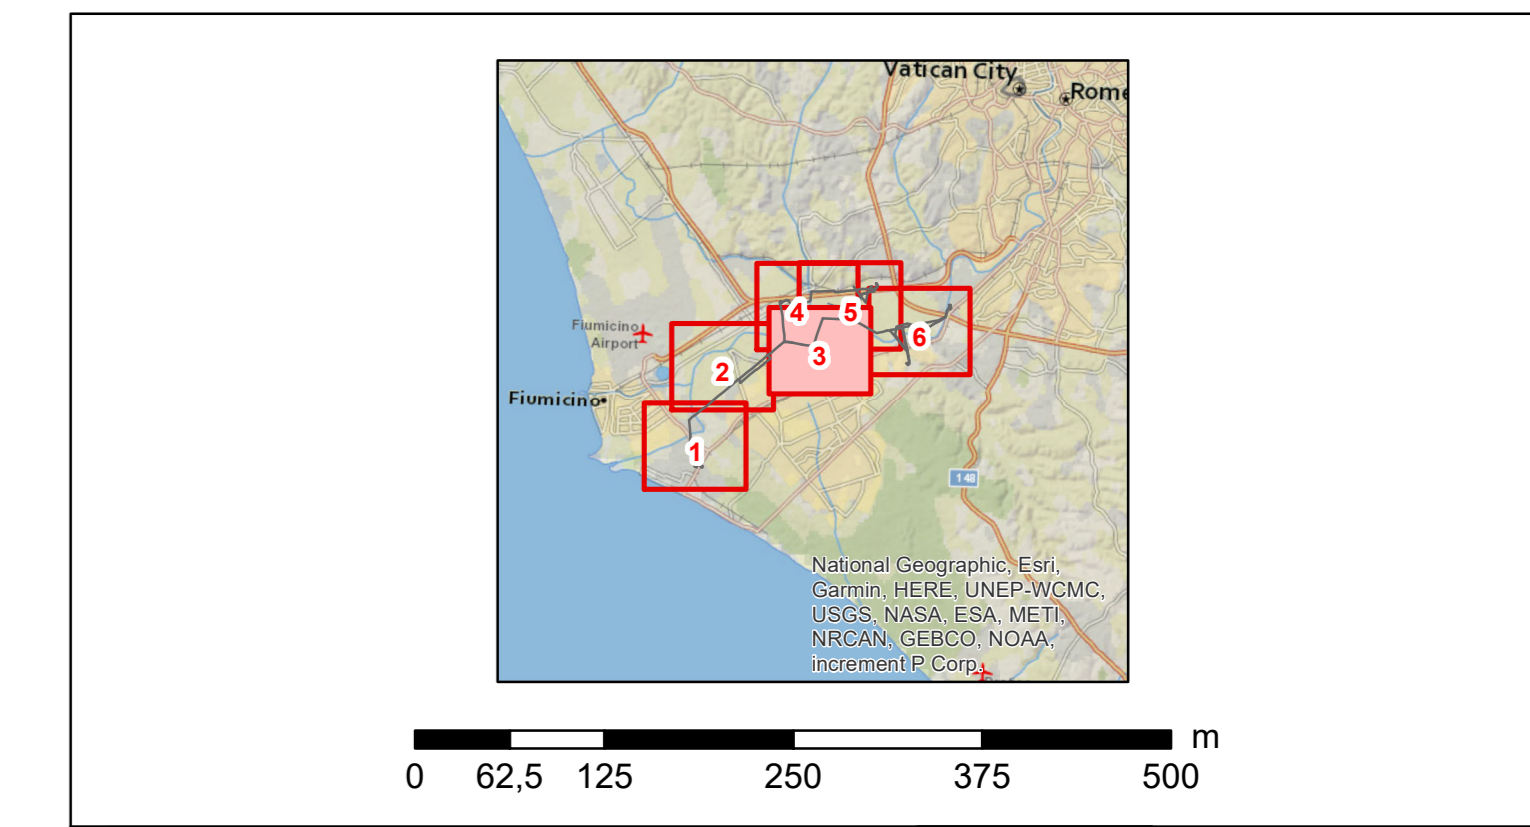 Vatican City
Rome
Fiumicino
Airport
Fiumicino
4
5
6
3
2
1
148
National Geographic, Esri,
Garmin, HERE, UNEP-WCMC,
USGS, NASA, ESA, METI,
NRCAN, GEBCO, NOAA,
increment P Corp.
m
0 62,5 125 250 375 500